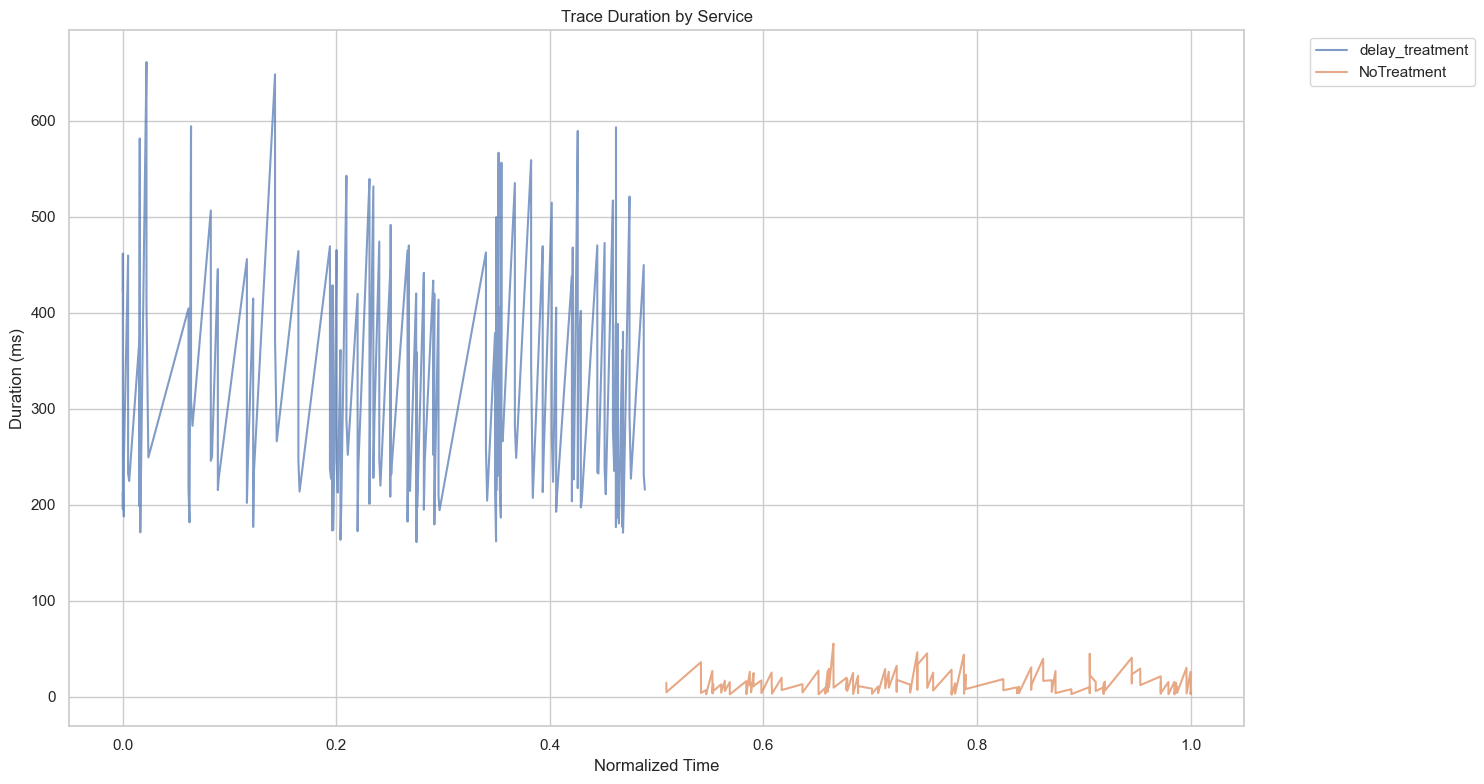 Trace Duration by Service
delay_treatment
NoTreatment
Duration (ms)
600
500
400
300
200
100
0
0.0 0.2 0.4 0.6 0.8 1.0
Normalized Time